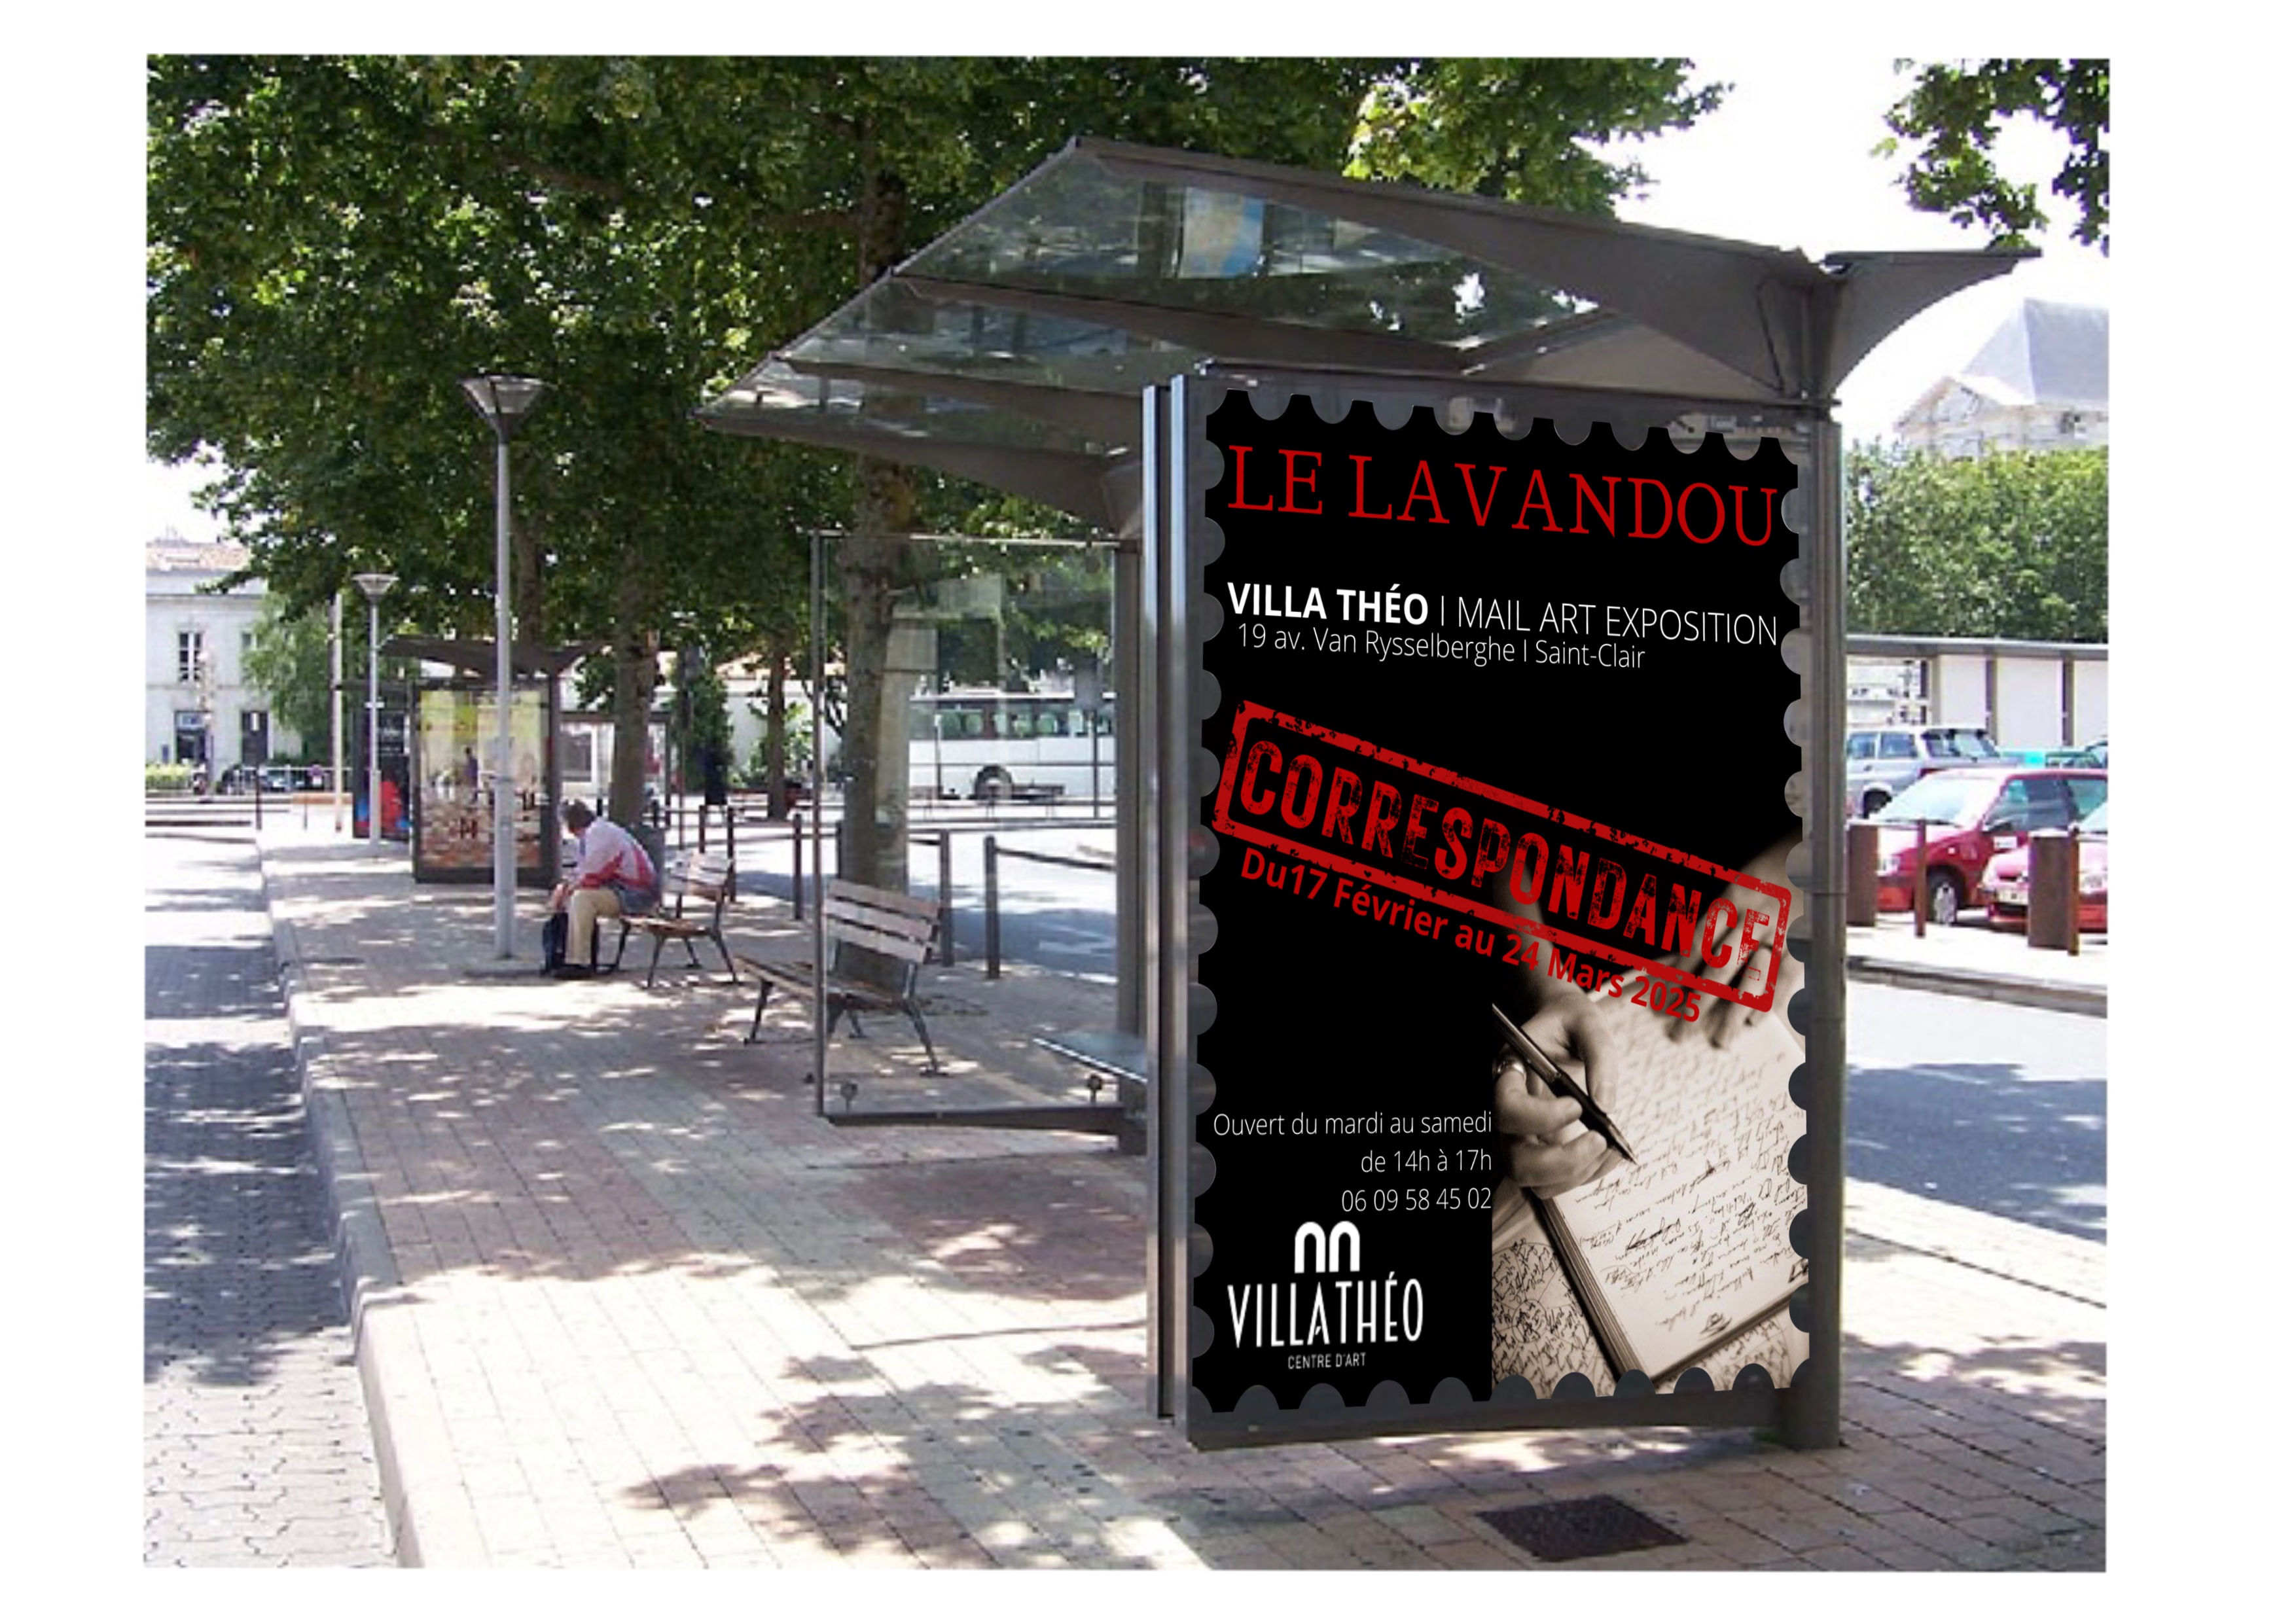 LE LAVANDOU
VILLA THÉO I MAIL ART EXPOSITION
19 av. Van Rysselberghe I Saint-Clair
CORRESPONDANCE
Du17 Février au 24 Mars 2025
Ouvert du mardi au samedi
de 14h à 17h
06 09 58 45 02
VILLATHÉO
CENTRE D'ART